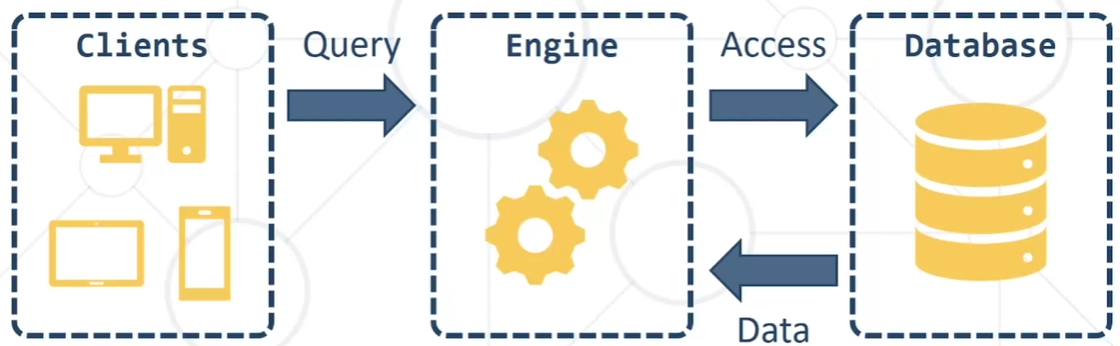 Clients
Query
Engine
Access
Database
Data